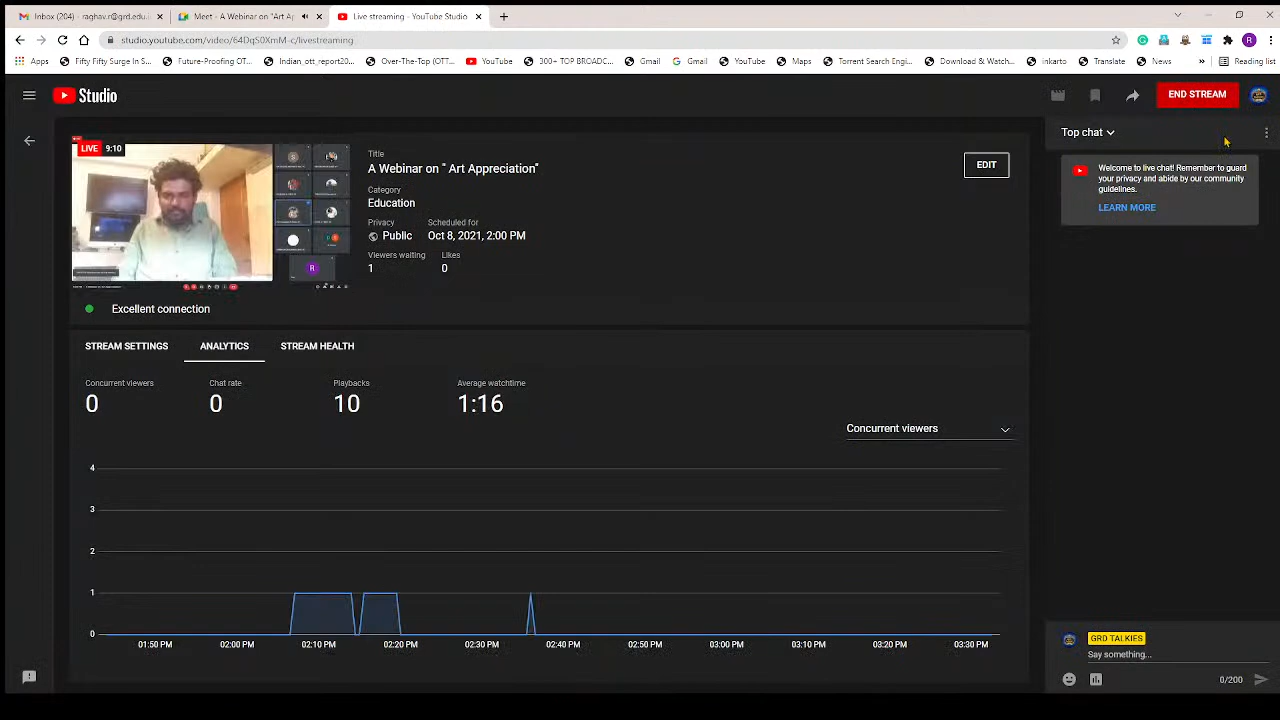 Inbox (204) - raghav.r@grd.edu.i
Meet - A Webinar on "Art Ap
Live streaming - YouTube Studio
studio.youtube.com/video/64DqS0XmM-c/livestreaming
Apps
Fifty Fifty Surge In S...
Future-Proofing OT...
Indian_ott_report20...
Over-The-Top (OTT...
YouTube
300+ TOP BROADC...
Gmail
Gmail
YouTube
Maps
Torrent Search Engi...
Download & Watch...
inkarto
Translate
News
»
Reading list
Studio
END STREAM
LIVE 9:10
Title
A Webinar on " Art Appreciation"
Category
Education
Privacy
Scheduled for
Public
Oct 8, 2021, 2:00 PM
Viewers waiting
Likes
1
0
EDIT
R
Excellent connection
STREAM SETTINGS
ANALYTICS
STREAM HEALTH
Concurrent viewers
Chat rate
Playbacks
Average watchtime
0
0
10
1:16
Concurrent viewers
4
3
2
1
0
01:50 PM
02:00 PM
02:10 PM
02:20 PM
02:30 PM
02:40 PM
02:50 PM
03:00 PM
03:10 PM
03:20 PM
03:30 PM
Top chat
Welcome to live chat! Remember to guard
your privacy and abide by our community
guidelines.
LEARN MORE
GRD TALKIES
Say something...
0/200